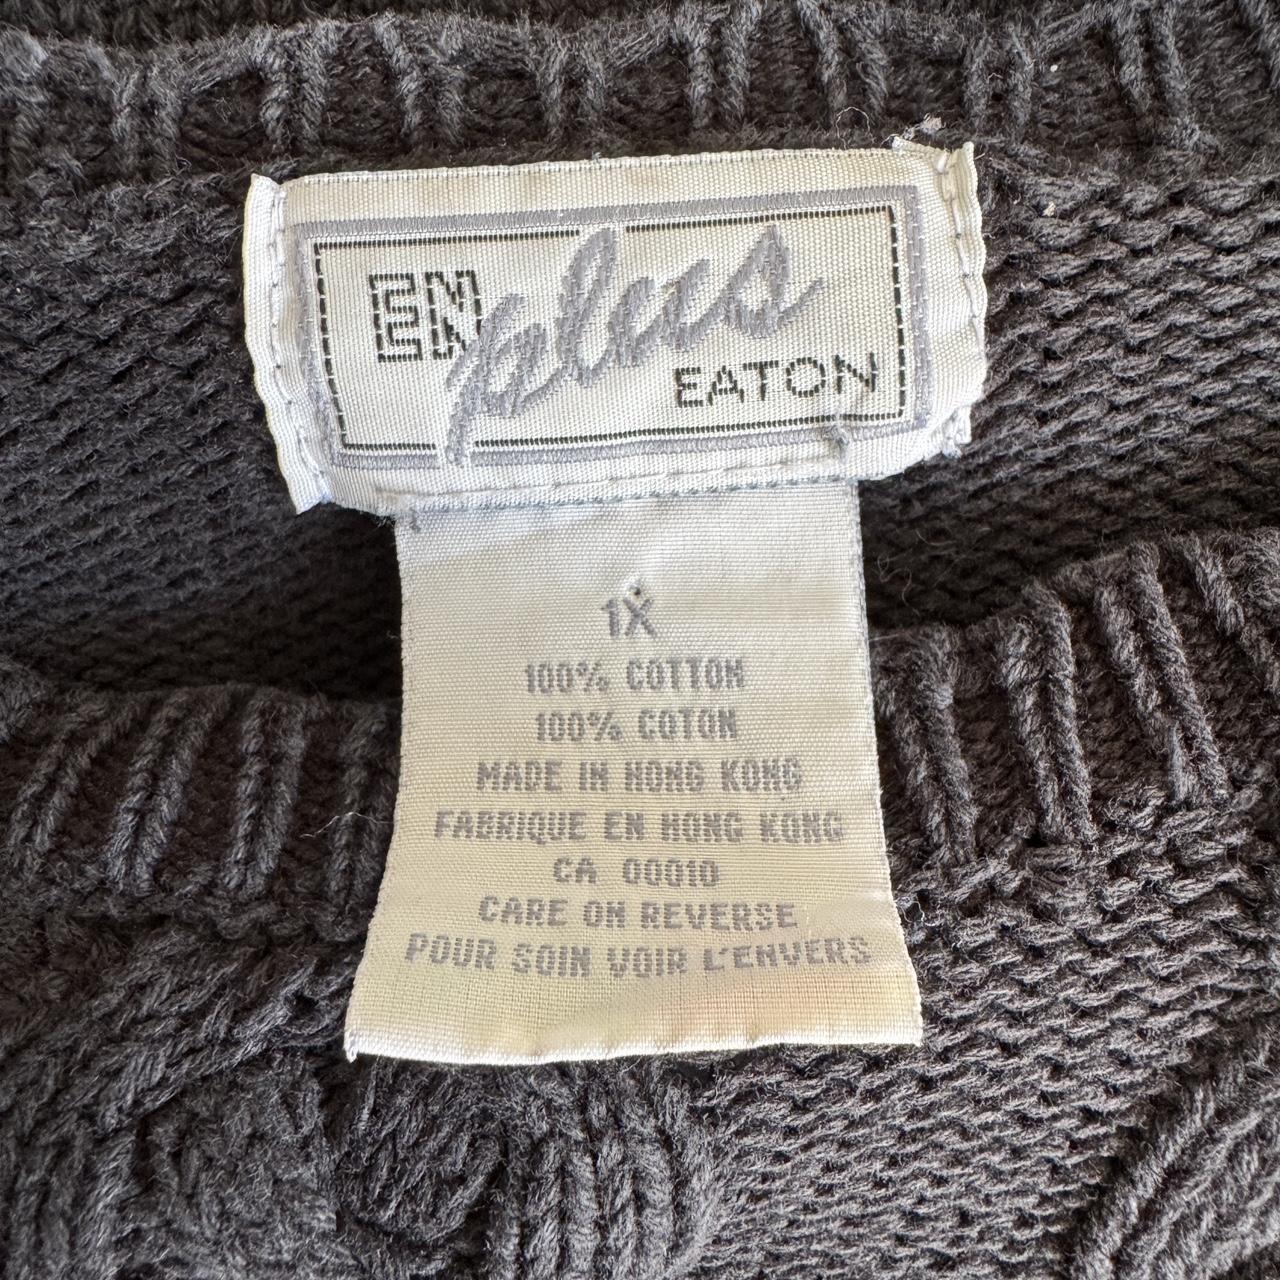 EN plus
EATON
1X
100% COTTON
100% COTON
MADE IN HONG KONG
FABRIQUE EN HONG KONG
CA 00010
CARE ON REVERSE
POUR SOIN VOIR L'ENVERS